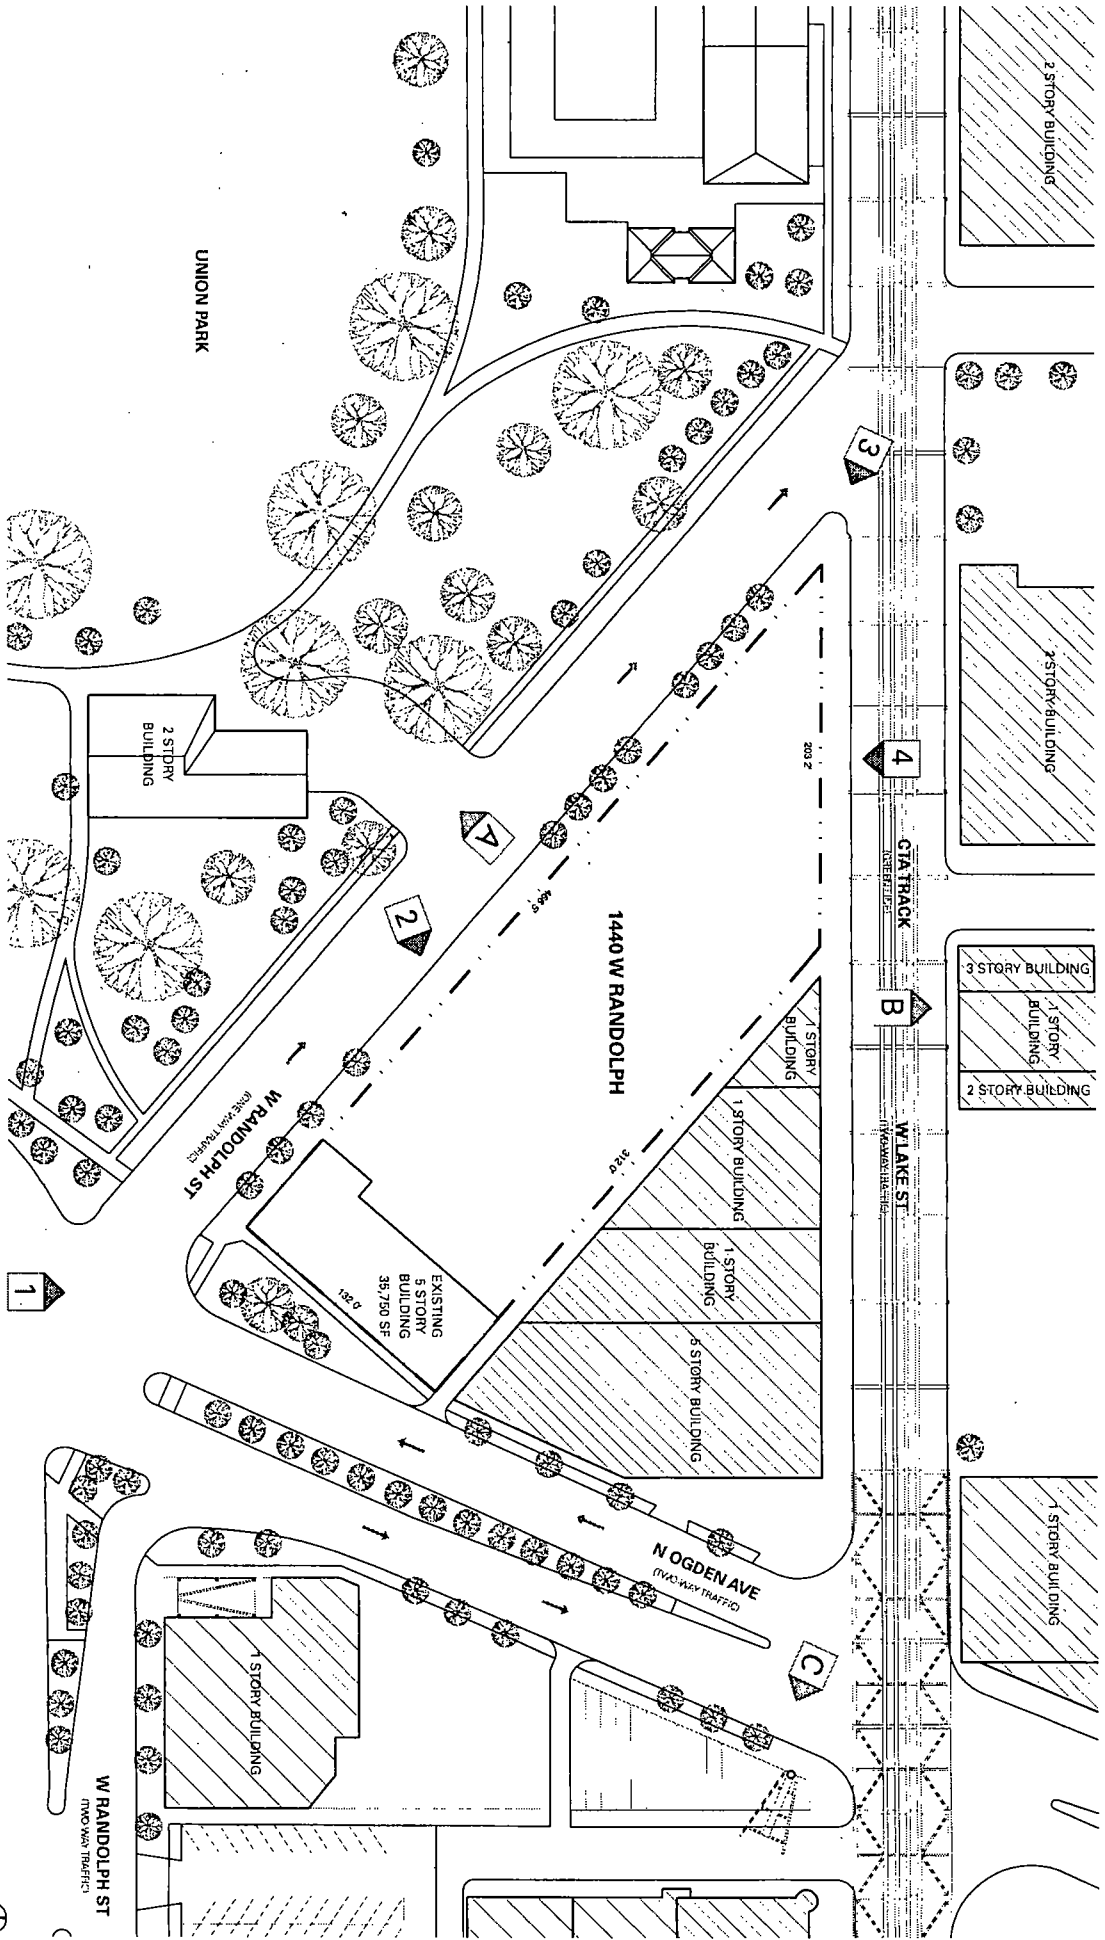 2 STORY BUILDING
UNION PARK
3
2 STORY BUILDING
203 2'
4
2 STORY
BUILDING
CTA TRACK
A
2
466 5'
1440 W RANDOLPH
3 STORY BUILDING
B
1 STORY
BUILDING
1 STORY
BUILDING
2 STORY BUILDING
W RANDOLPH ST
(ONE WAY TRAFFIC)
1 STORY BUILDING
W LAKE ST
(TWO-WAY TRAFFIC)
312 0'
1 STORY
BUILDING
1
132 0'
EXISTING
5 STORY
BUILDING
35,750 SF
5 STORY BUILDING
N OGDEN AVE
(TWO-WAY TRAFFIC)
1 STORY BUILDING
C
1 STORY BUILDING
W RANDOLPH ST
(TWO-WAY TRAFFIC)